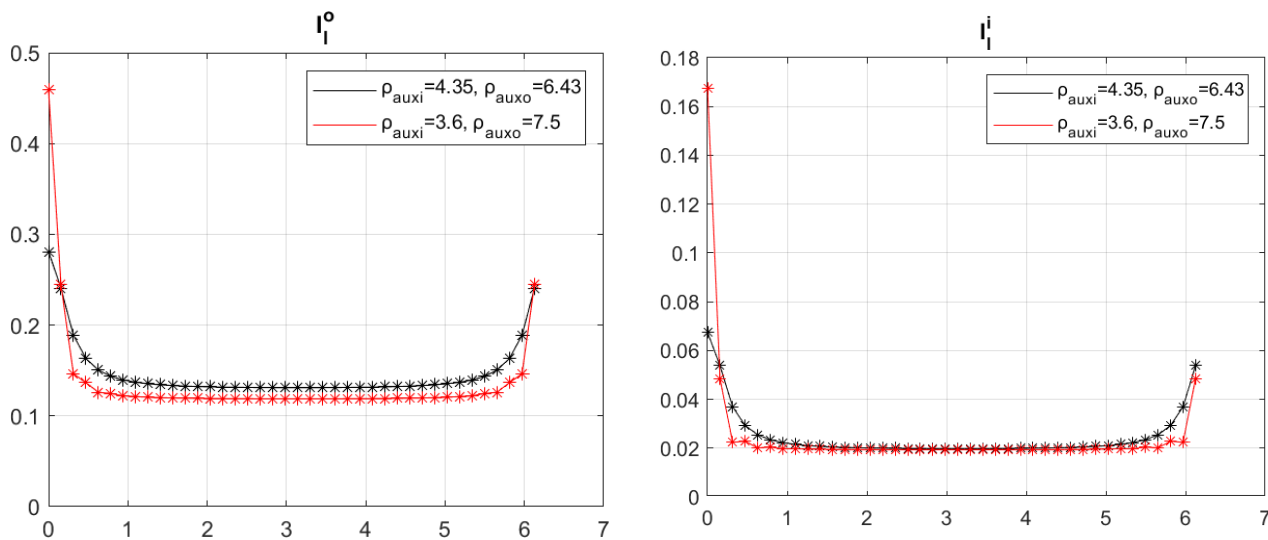 I_l^o
0.5
0.4
0.3
0.2
0.1
0
0 1 2 3 4 5 6 7
ρ_auxi=4.35, ρ_auxo=6.43
ρ_auxi=3.6, ρ_auxo=7.5
I_l^i
0.18
0.16
0.14
0.12
0.1
0.08
0.06
0.04
0.02
0
0 1 2 3 4 5 6 7
ρ_auxi=4.35, ρ_auxo=6.43
ρ_auxi=3.6, ρ_auxo=7.5